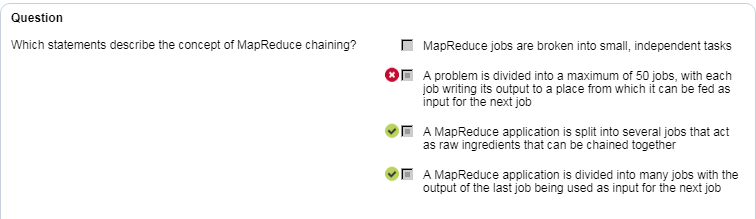 Question
Which statements describe the concept of MapReduce chaining?
MapReduce jobs are broken into small, independent tasks
A problem is divided into a maximum of 50 jobs, with each
job writing its output to a place from which it can be fed as
input for the next job
A MapReduce application is split into several jobs that act
as raw ingredients that can be chained together
A MapReduce application is divided into many jobs with the
output of the last job being used as input for the next job